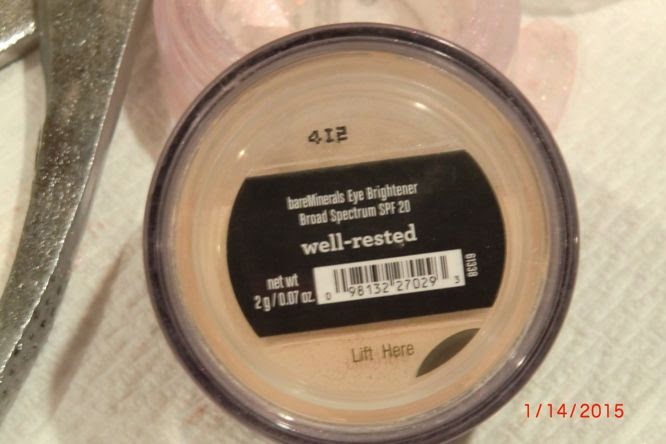 412
bareMinerals Eye Brightener
Broad Spectrum SPF 20
well-rested
net wt
2 g / 0.07 oz.
0 98132 27029 3
61338
Lift Here
1/14/2015